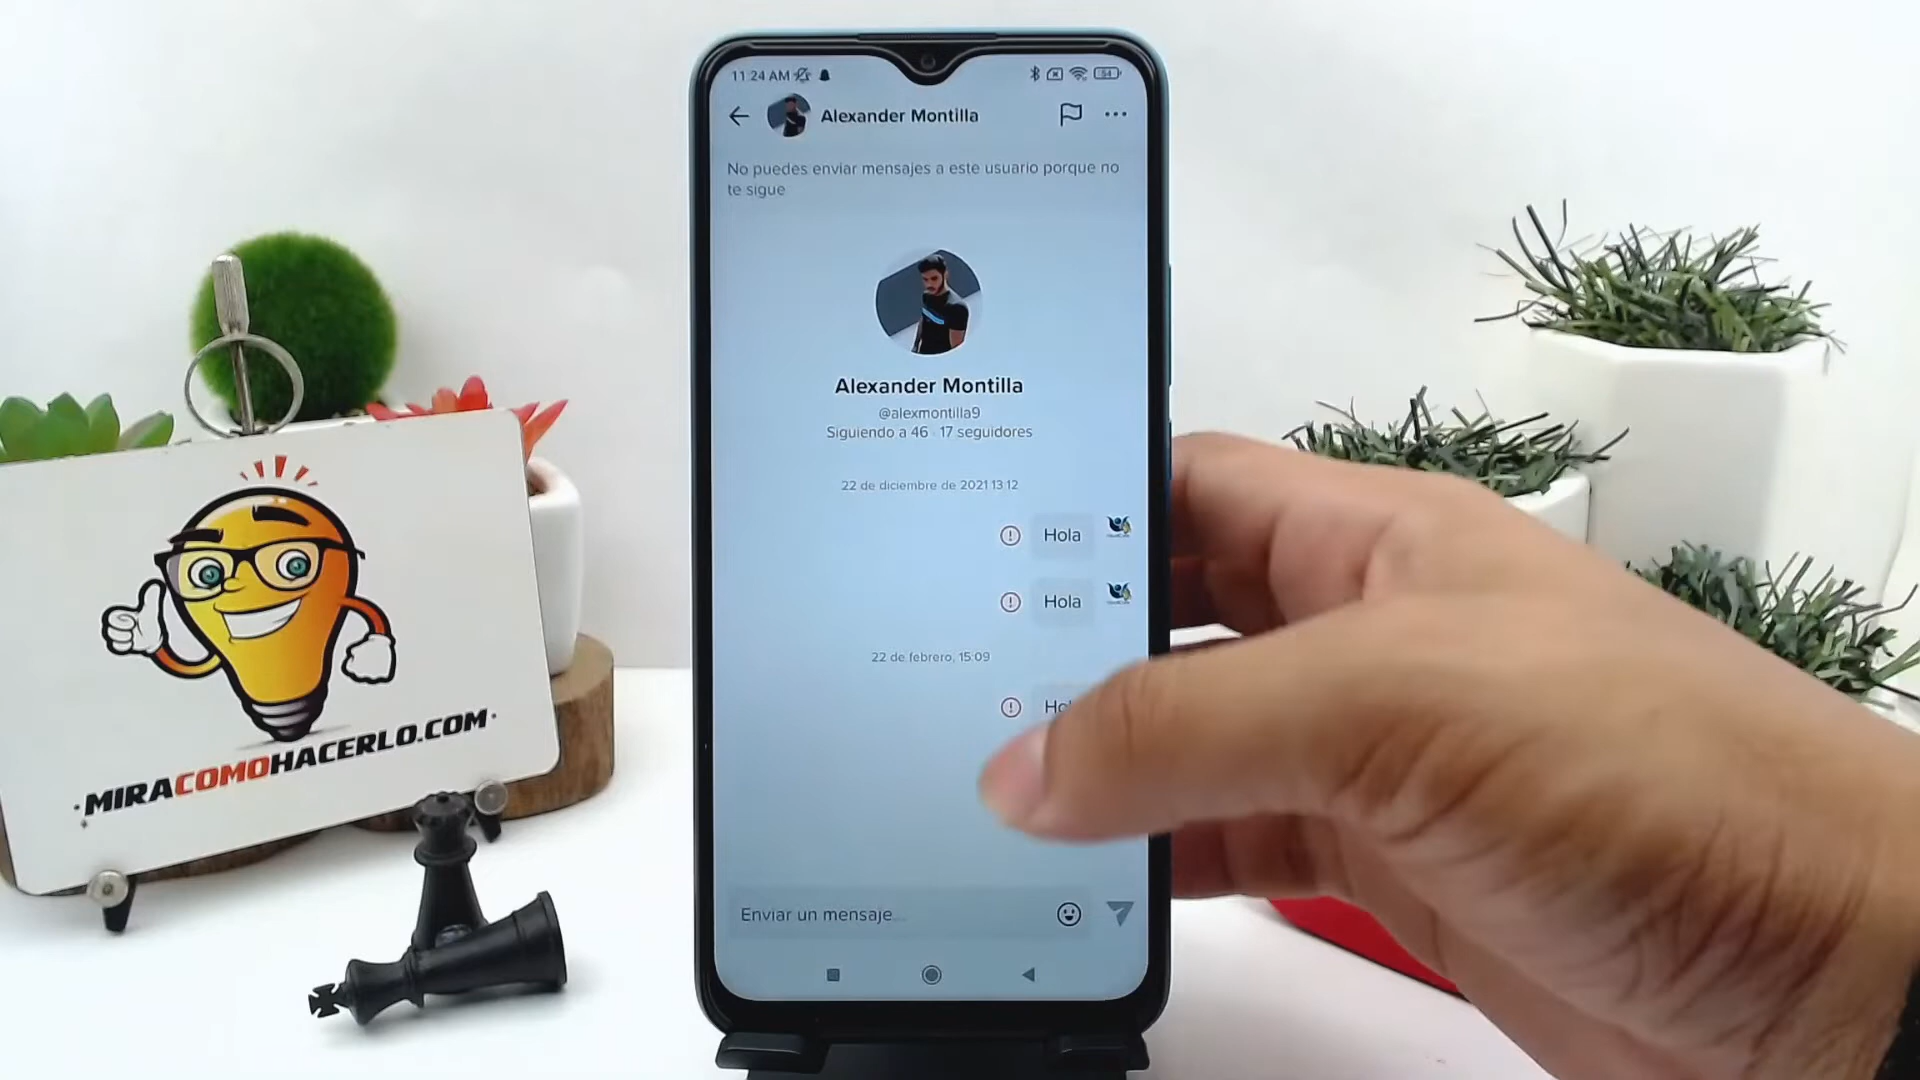 11:24 AM
54
Alexander Montilla
No puedes enviar mensajes a este usuario porque no
te sigue
Alexander Montilla
@alexmontilla9
Siguiendo a 46 · 17 seguidores
22 de diciembre de 2021 13:12
Hola
Hola
22 de febrero, 15:09
Enviar un mensaje...
MIRACOMOHACERLO.COM